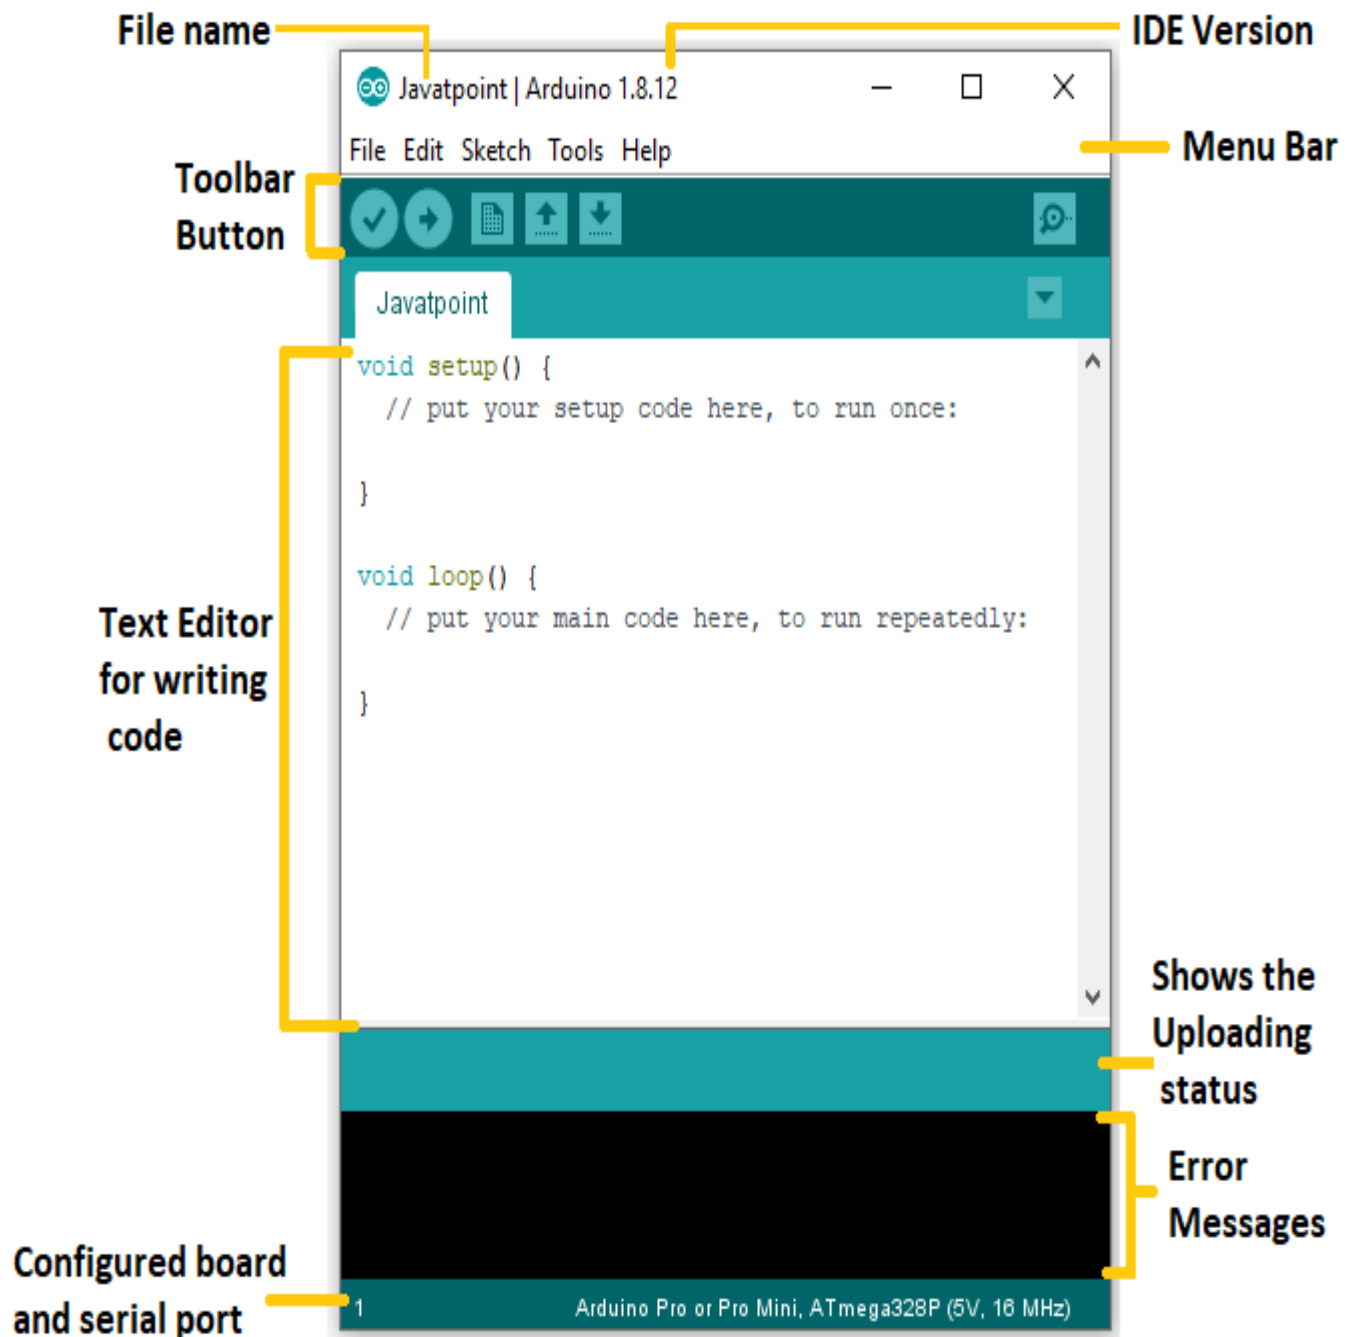 File name
IDE Version
Javatpoint | Arduino 1.8.12
File Edit Sketch Tools Help
Menu Bar
Toolbar
Button
Javatpoint
void setup() {
// put your setup code here, to run once:
}
void loop() {
// put your main code here, to run repeatedly:
}
Text Editor
for writing
code
Shows the
Uploading
status
Error
Messages
Configured board
and serial port
1
Arduino Pro or Pro Mini, ATmega328P (5V, 16 MHz)